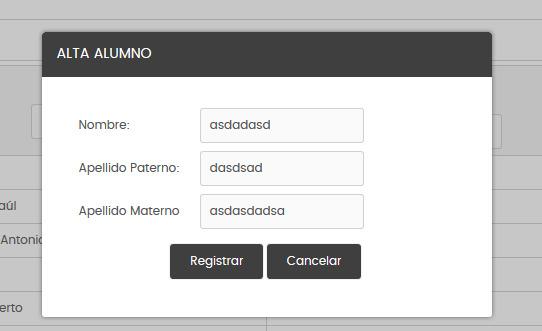 ALTA ALUMNO
Nombre: asdadasd
Apellido Paterno: dasdsad
aúl
Apellido Materno asdasdadsa
Antonio
Registrar Cancelar
erto